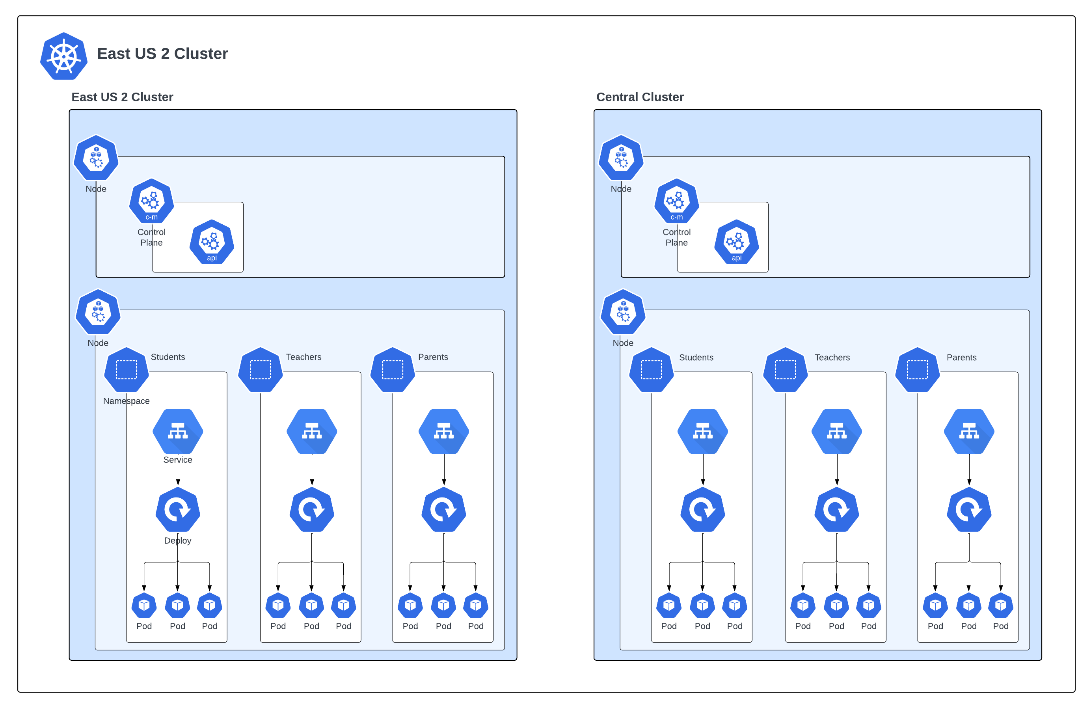 East US 2 Cluster
East US 2 Cluster
Central Cluster
Node
c-m
Control
Plane
api
Node
c-m
Control
Plane
api
Node
Students
Teachers
Parents
Namespace
Service
Deploy
Pod Pod Pod
Pod Pod Pod
Pod Pod Pod
Node
Students
Teachers
Parents
Pod Pod Pod
Pod Pod Pod
Pod Pod Pod